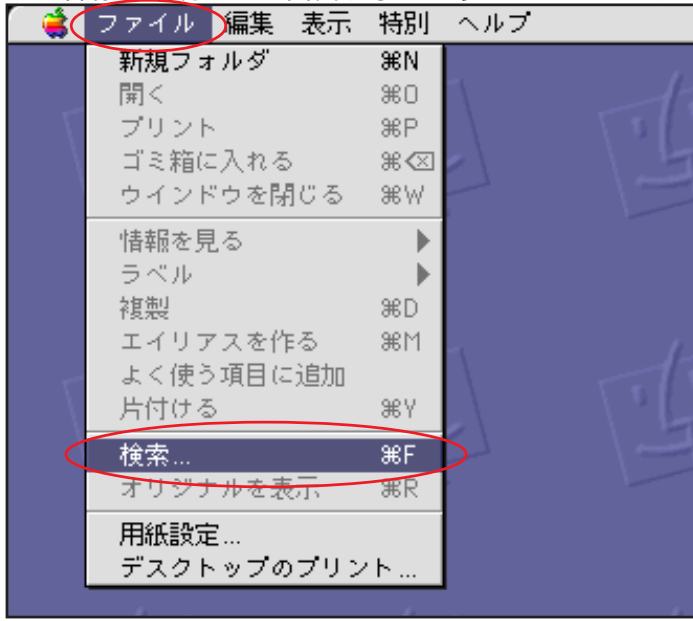 ファイル 編集 表示 特別 ヘルプ
新規フォルダ ⌘N
開く ⌘O
プリント ⌘P
ゴミ箱に入れる ⌘⌫
ウインドウを閉じる ⌘W
情報を見る ▶
ラベル ▶
複製 ⌘D
エイリアスを作る ⌘M
よく使う項目に追加
片付ける ⌘Y
検索... ⌘F
オリジナルを表示 ⌘R
用紙設定...
デスクトップのプリント...